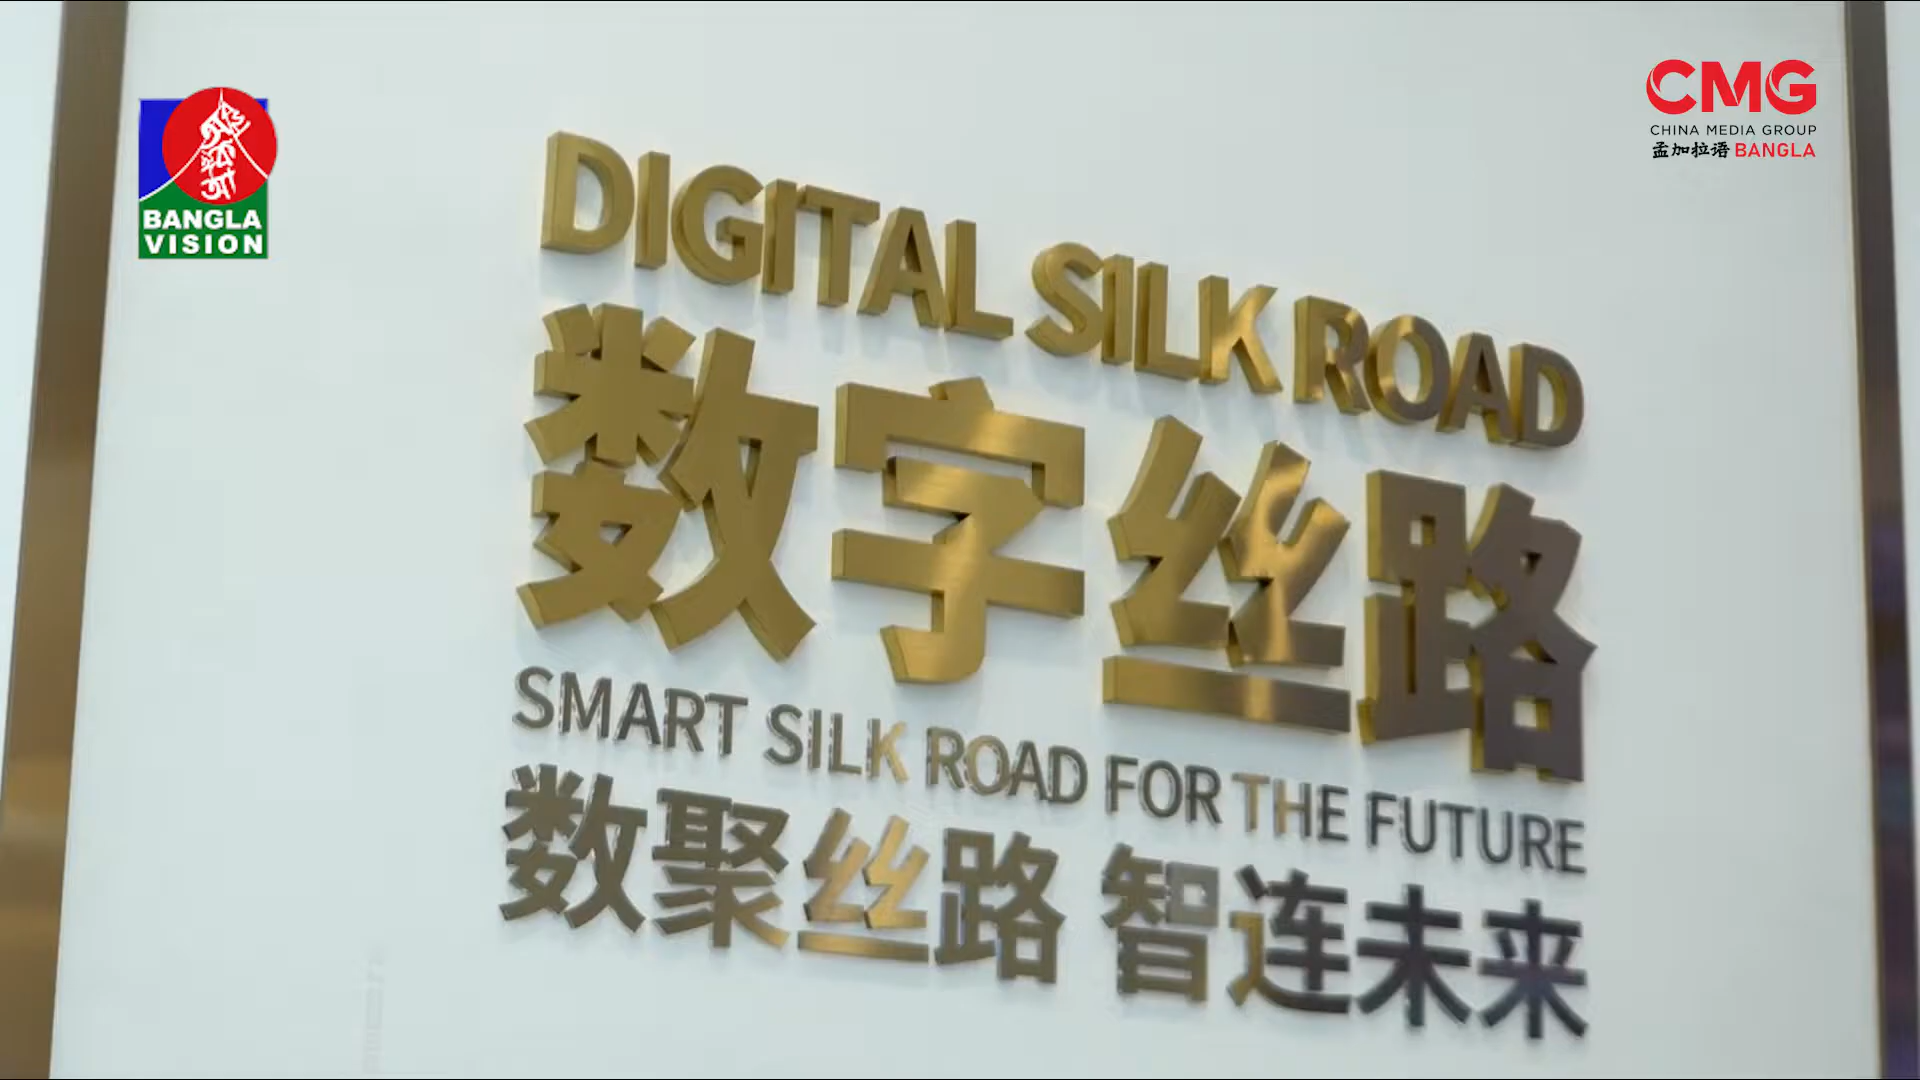 BANGLA
VISION
CMG
CHINA MEDIA GROUP
孟加拉语 BANGLA
DIGITAL SILK ROAD
数字丝路
SMART SILK ROAD FOR THE FUTURE
数聚丝路 智连未来